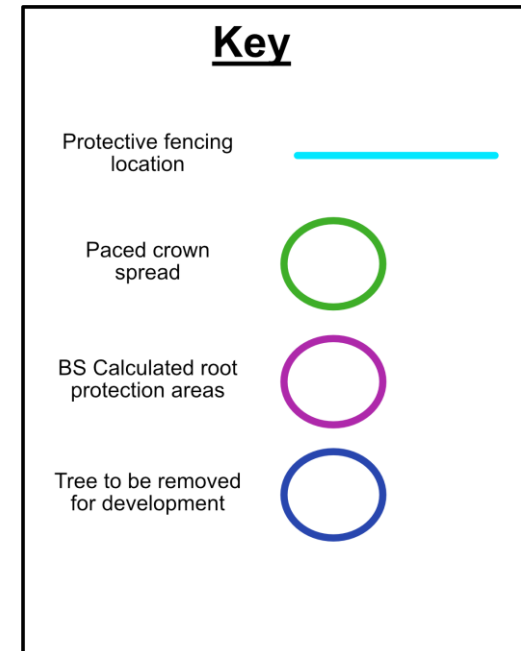 Key
Protective fencing
location
Paced crown
spread
BS Calculated root
protection areas
Tree to be removed
for development